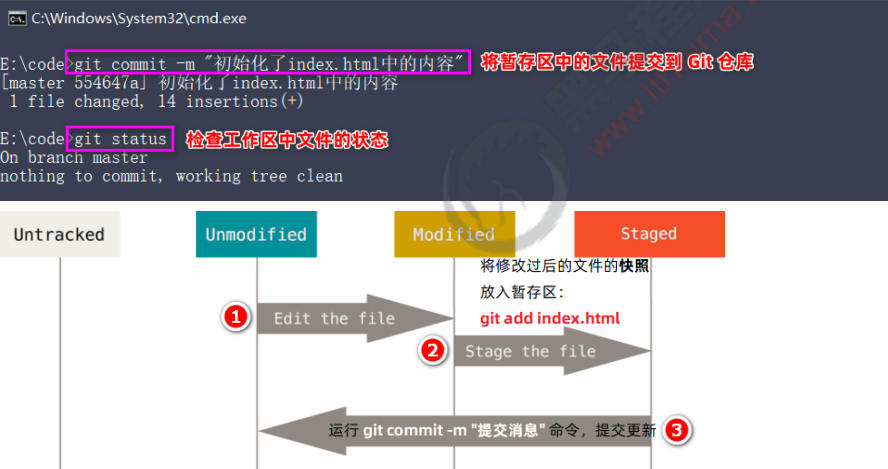 C:\Windows\System32\cmd.exe
E:\code>git commit -m "初始化了index.html中的内容" 将暂存区中的文件提交到 Git 仓库
[master 554647a] 初始化了index.html中的内容
1 file changed, 14 insertions(+)
E:\code>git status 检查工作区中文件的状态
On branch master
nothing to commit, working tree clean
Untracked Unmodified Modified Staged
将修改过后的文件的快照
放入暂存区：
git add index.html
1 Edit the file
2 Stage the file
运行 git commit -m "提交消息" 命令，提交更新 3